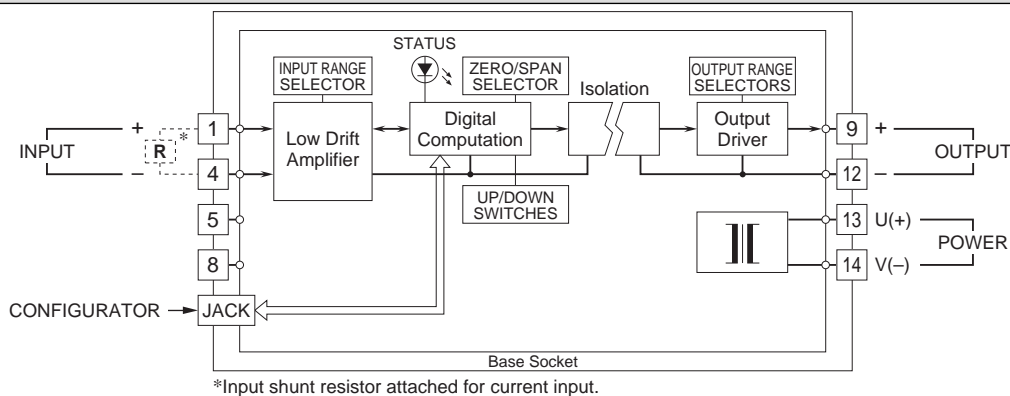 STATUS
INPUT RANGE
SELECTOR
ZERO/SPAN
SELECTOR
Isolation
OUTPUT RANGE
SELECTORS
INPUT
+
−
R
*
1
4
5
8
Low Drift
Amplifier
Digital
Computation
UP/DOWN
SWITCHES
Output
Driver
9
+
12
−
OUTPUT
13
U(+)
14
V(−)
POWER
CONFIGURATOR
JACK
Base Socket
*Input shunt resistor attached for current input.